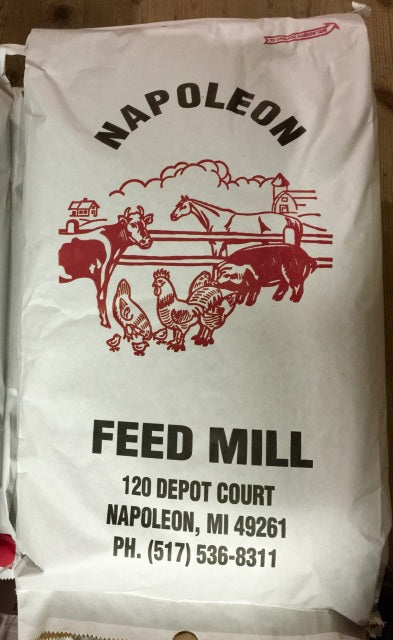 NAPOLEON
FEED MILL
120 DEPOT COURT
NAPOLEON, MI 49261
PH. (517) 536-8311